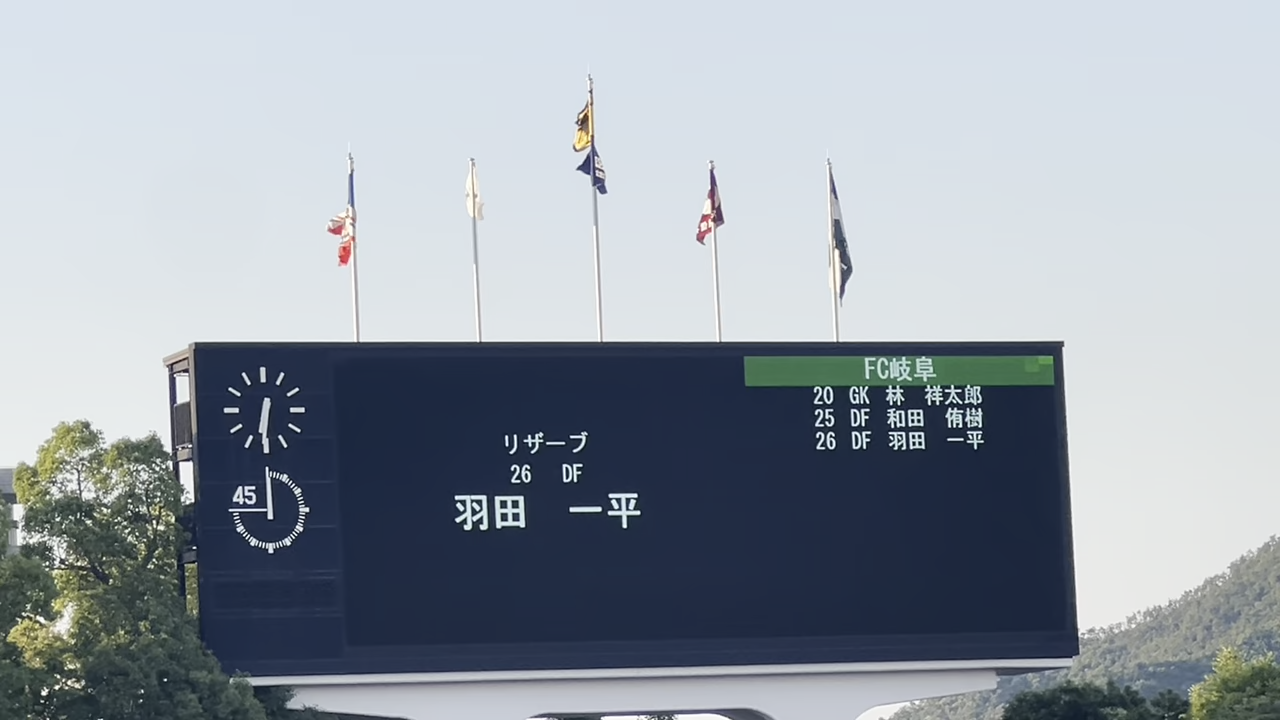 45
リザーブ
26 DF
羽田 一平
FC岐阜
20 GK 林 祥太郎
25 DF 和田 侑樹
26 DF 羽田 一平